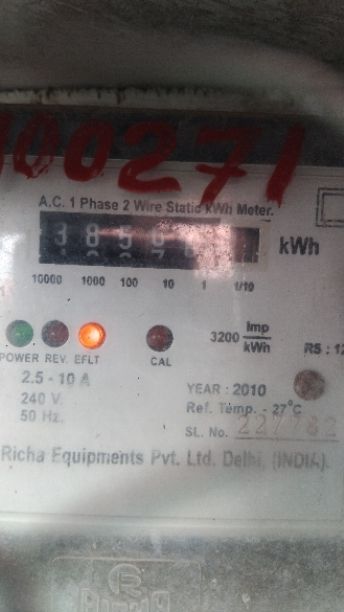 100271
A.C. 1 Phase 2 Wire Static kWh Meter.
kWh
10000 1000 100 10 1 1/10
3200 Imp/kWh
POWER REV. EFLT CAL
2.5 - 10 A
240 V.
50 Hz.
YEAR : 2010
Ref. Temp. - 27°C
SL. No. 227782
Richa Equipments Pvt. Ltd. Delhi, (INDIA).